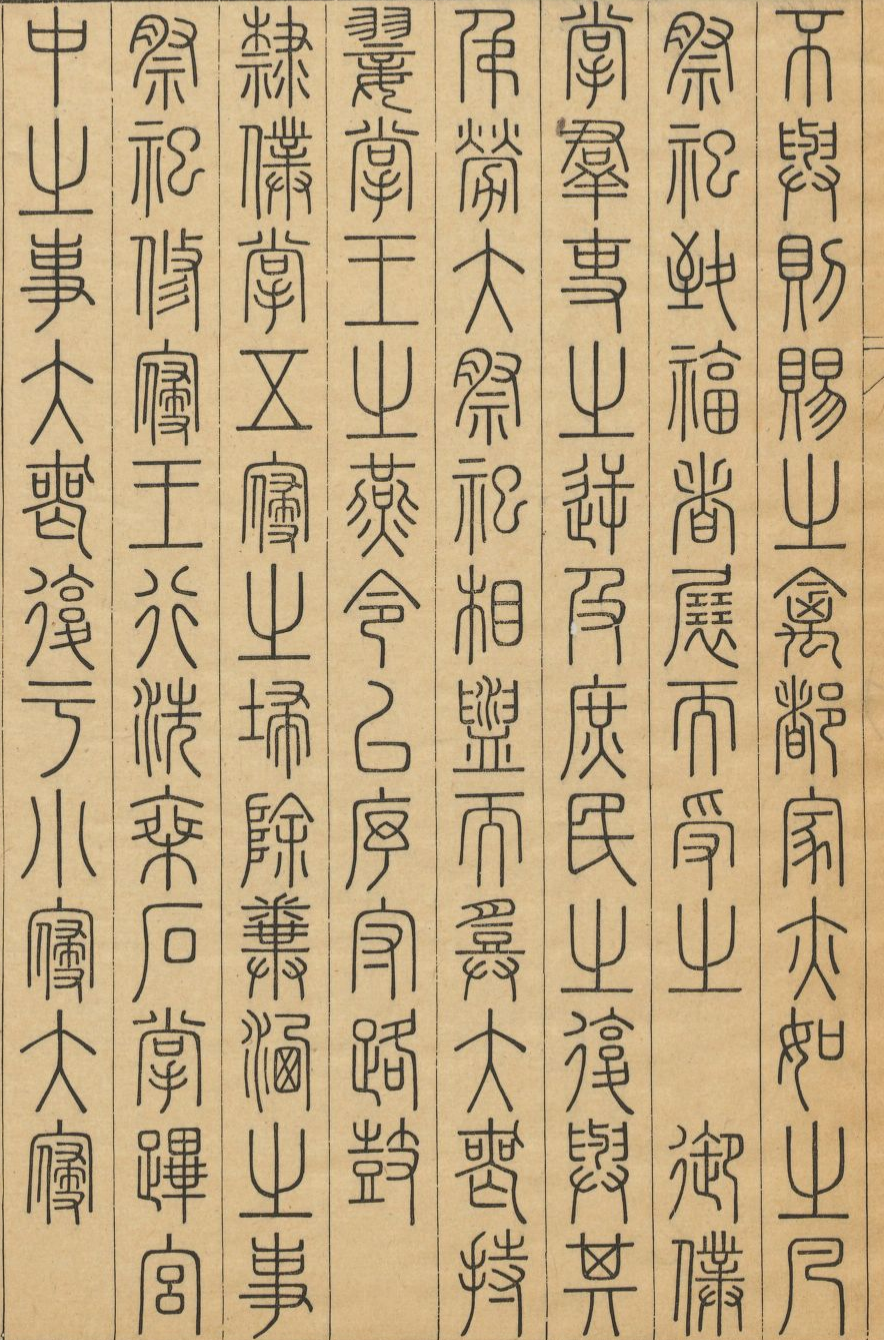 不與則賜之禽都家亦如之凡
祭祀致福者展而受之　御僕
掌羣吏之逆及庶民之復與其
弔勞大祭祀相盥而登大喪持
翣掌王之燕令以序守路鼓
隸僕掌五寢之埽除糞洒之事
祭祀修寢王行洗乘石掌蹕宮
中之事大喪復于小寢大寢